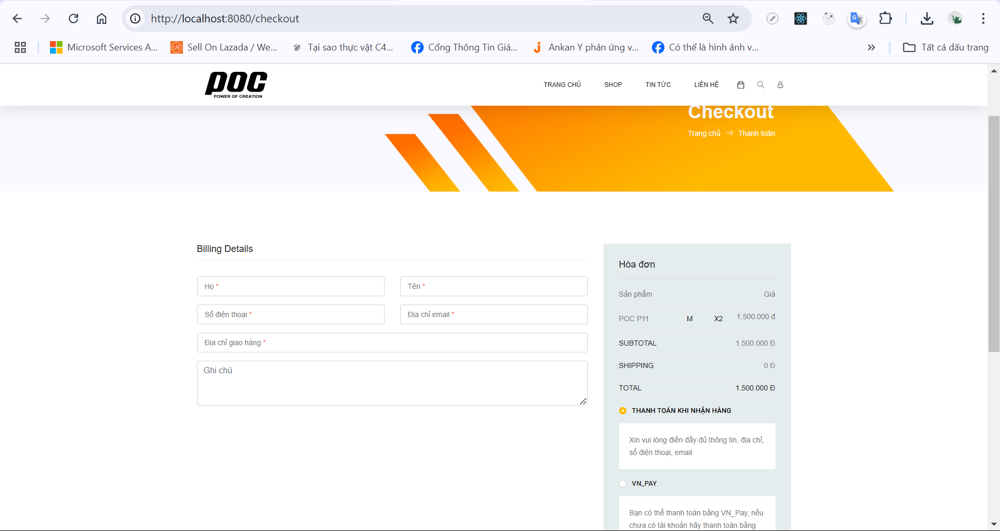 http://localhost:8080/checkout
Microsoft Services A...
Sell On Lazada / We...
Tại sao thực vật C4...
Cổng Thông Tin Giá...
Ankan Y phản ứng v...
Có thể là hình ảnh v...
Tất cả dấu trang
poc
POWER OF CREATION
TRANG CHỦ
SHOP
TIN TỨC
LIÊN HỆ
Checkout
Trang chủ → Thanh toán
Billing Details
Họ *
Tên *
Số điện thoại *
Địa chỉ email *
Địa chỉ giao hàng *
Ghi chú
Hóa đơn
Sản phẩm Giá
POC P11 M X2 1.500.000 đ
SUBTOTAL 1.500.000 Đ
SHIPPING 0 Đ
TOTAL 1.500.000 Đ
THANH TOÁN KHI NHẬN HÀNG
Xin vui lòng điền đầy đủ thông tin, địa chỉ,
số điện thoại, email
VN_PAY
Bạn có thể thanh toán bằng VN_Pay, nếu
chưa có tài khoản hãy thanh toán bằng